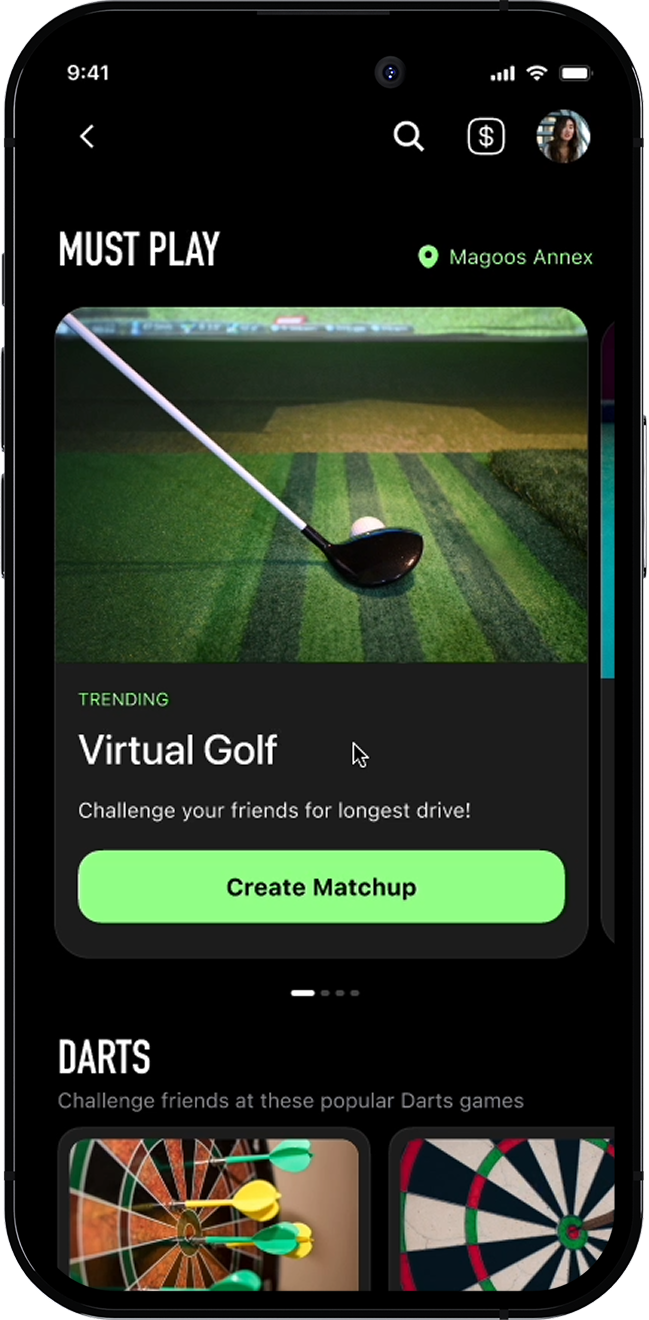 9:41
$
MUST PLAY
Magoos Annex
TRENDING
Virtual Golf
Challenge your friends for longest drive!
Create Matchup
DARTS
Challenge friends at these popular Darts games